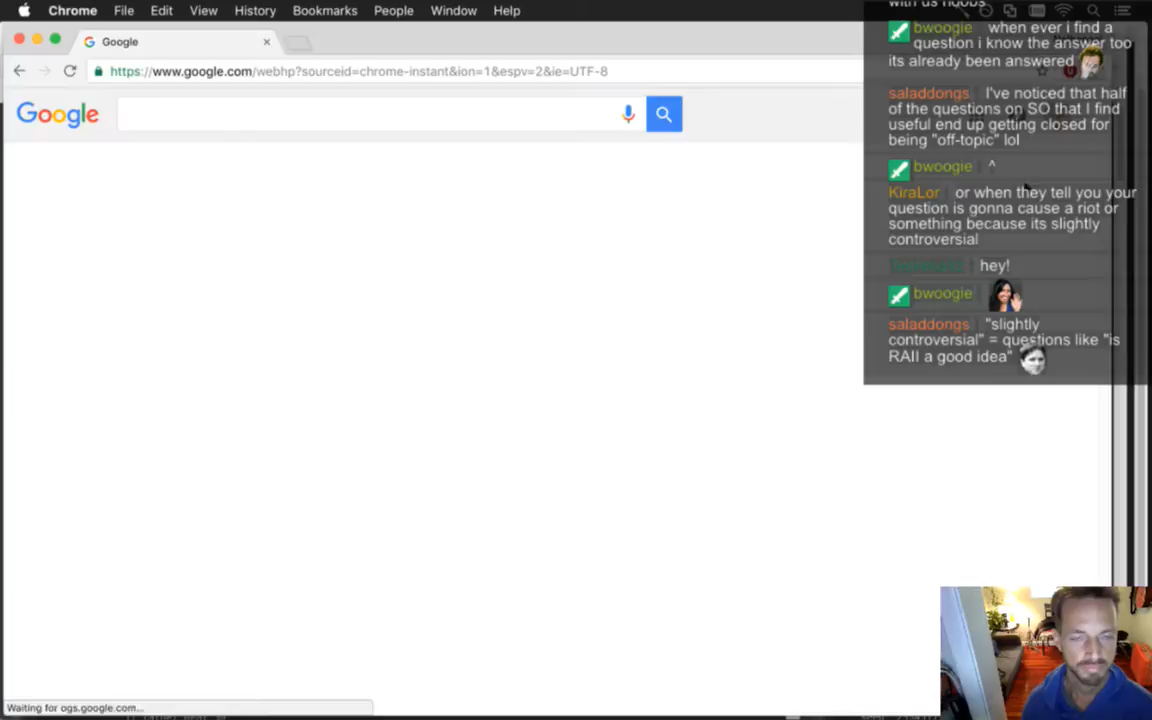 Chrome File Edit View History Bookmarks People Window Help
Google
https://www.google.com/webhp?sourceid=chrome-instant&ion=1&espv=2&ie=UTF-8
Google
with us noobs
bwoogie when ever i find a
question i know the answer too
its already been answered
saladdongs I've noticed that half
of the questions on SO that I find
useful end up getting closed for
being "off-topic" lol
bwoogie ^
KiraLor or when they tell you your
question is gonna cause a riot or
something because its slightly
controversial
hey!
bwoogie
saladdongs "slightly
controversial" = questions like "is
RAII a good idea"
Waiting for ogs.google.com...